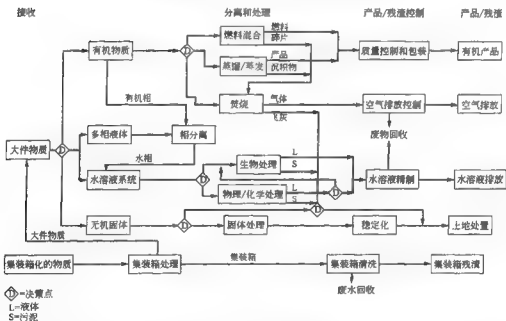 接收
分离和处理
产品/残渣控制
产品/残渣
有机物质
D
燃料混合
燃料
碎片
蒸馏/蒸发
产品
沉积物
质量控制和包装
有机产品
有机相
焚烧
气体
飞灰
空气排放控制
空气排放
大件物质
D
多相液体
相分离
废物回收
水相
水溶液系统
D
生物处理
L
S
物理/化学处理
L
S
D
水溶液精制
水溶液排放
D
无机固体
D
固体处理
稳定化
土地处置
大件物质
集装箱化的物质
集装箱处理
集装箱
集装箱清洗
集装箱残渣
废水回收
D=决策点
L=液体
S=污泥